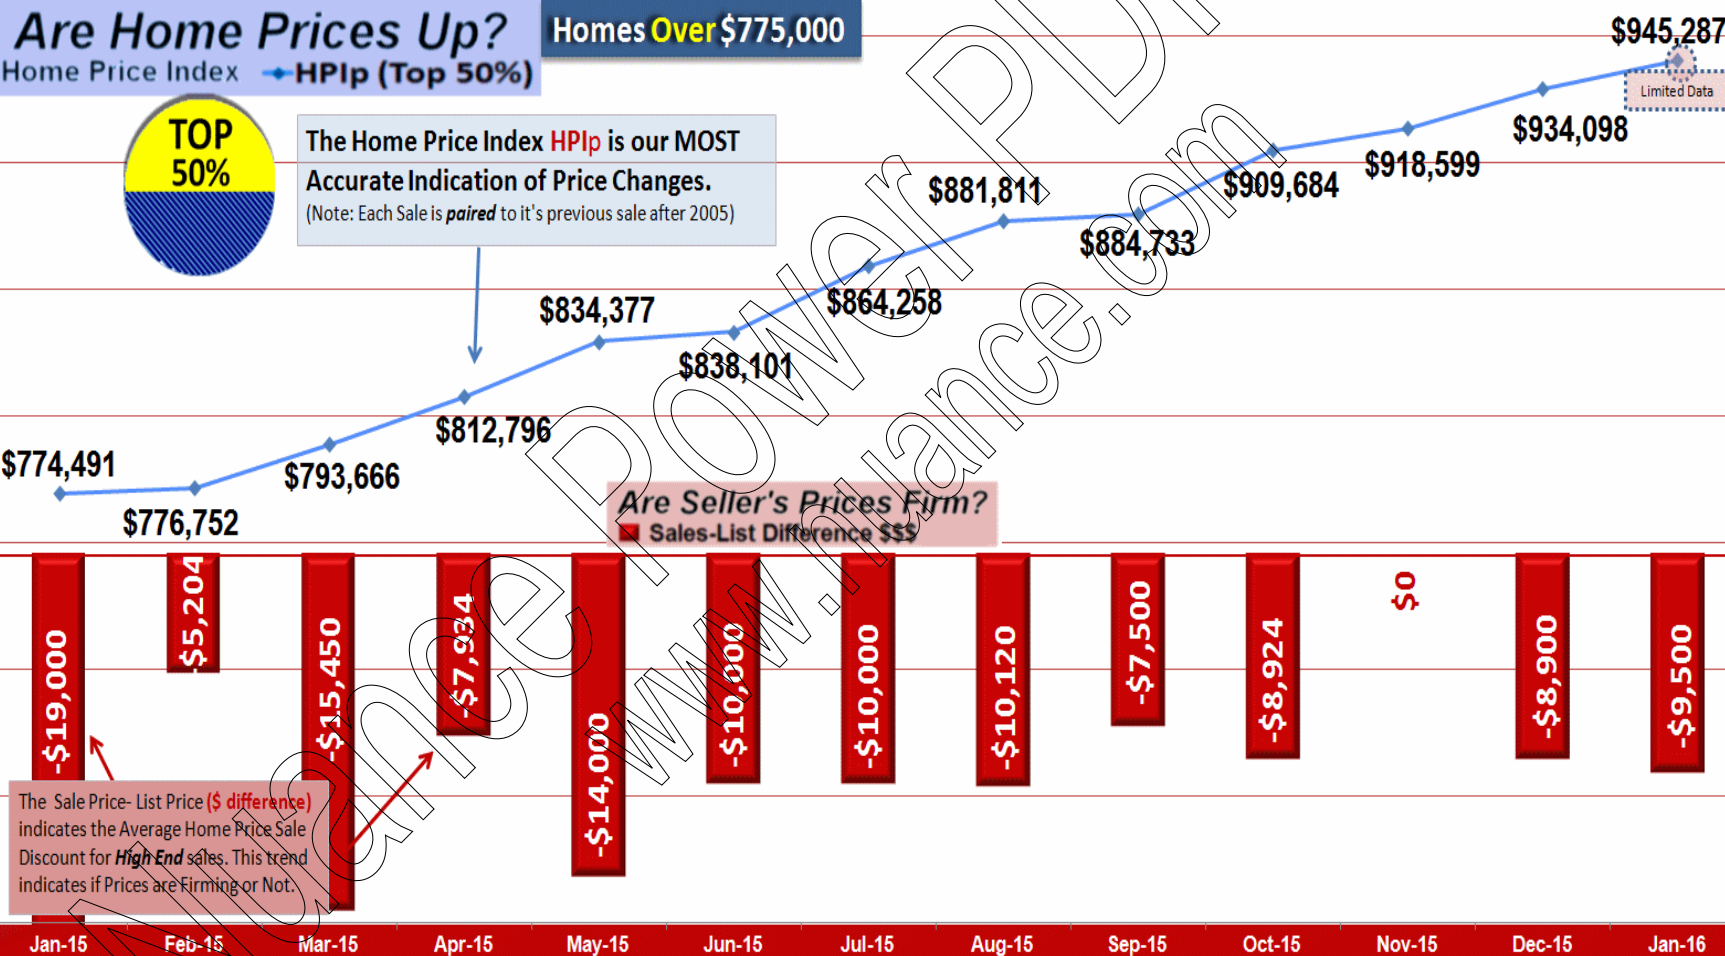 Are Home Prices Up?
Home Price Index HPIp (Top 50%)
Homes Over $775,000
TOP
50%
The Home Price Index HPIp is our MOST
Accurate Indication of Price Changes.
(Note: Each Sale is paired to it's previous sale after 2005)
$774,491
$776,752
$793,666
$812,796
$834,377
$838,101
$864,258
$881,811
$884,733
$909,684
$918,599
$934,098
$945,287
Limited Data
Are Seller's Prices Firm?
Sales-List Difference $$$
-$19,000
-$5,204
-$15,450
-$7,934
-$14,000
-$10,000
-$10,000
-$10,120
-$7,500
-$8,924
$0
-$8,900
-$9,500
The Sale Price- List Price ($ difference)
indicates the Average Home Price Sale
Discount for High End sales. This trend
indicates if Prices are Firming or Not.
Jan-15 Feb-15 Mar-15 Apr-15 May-15 Jun-15 Jul-15 Aug-15 Sep-15 Oct-15 Nov-15 Dec-15 Jan-16
Nuance Power PDF
www.nuance.com